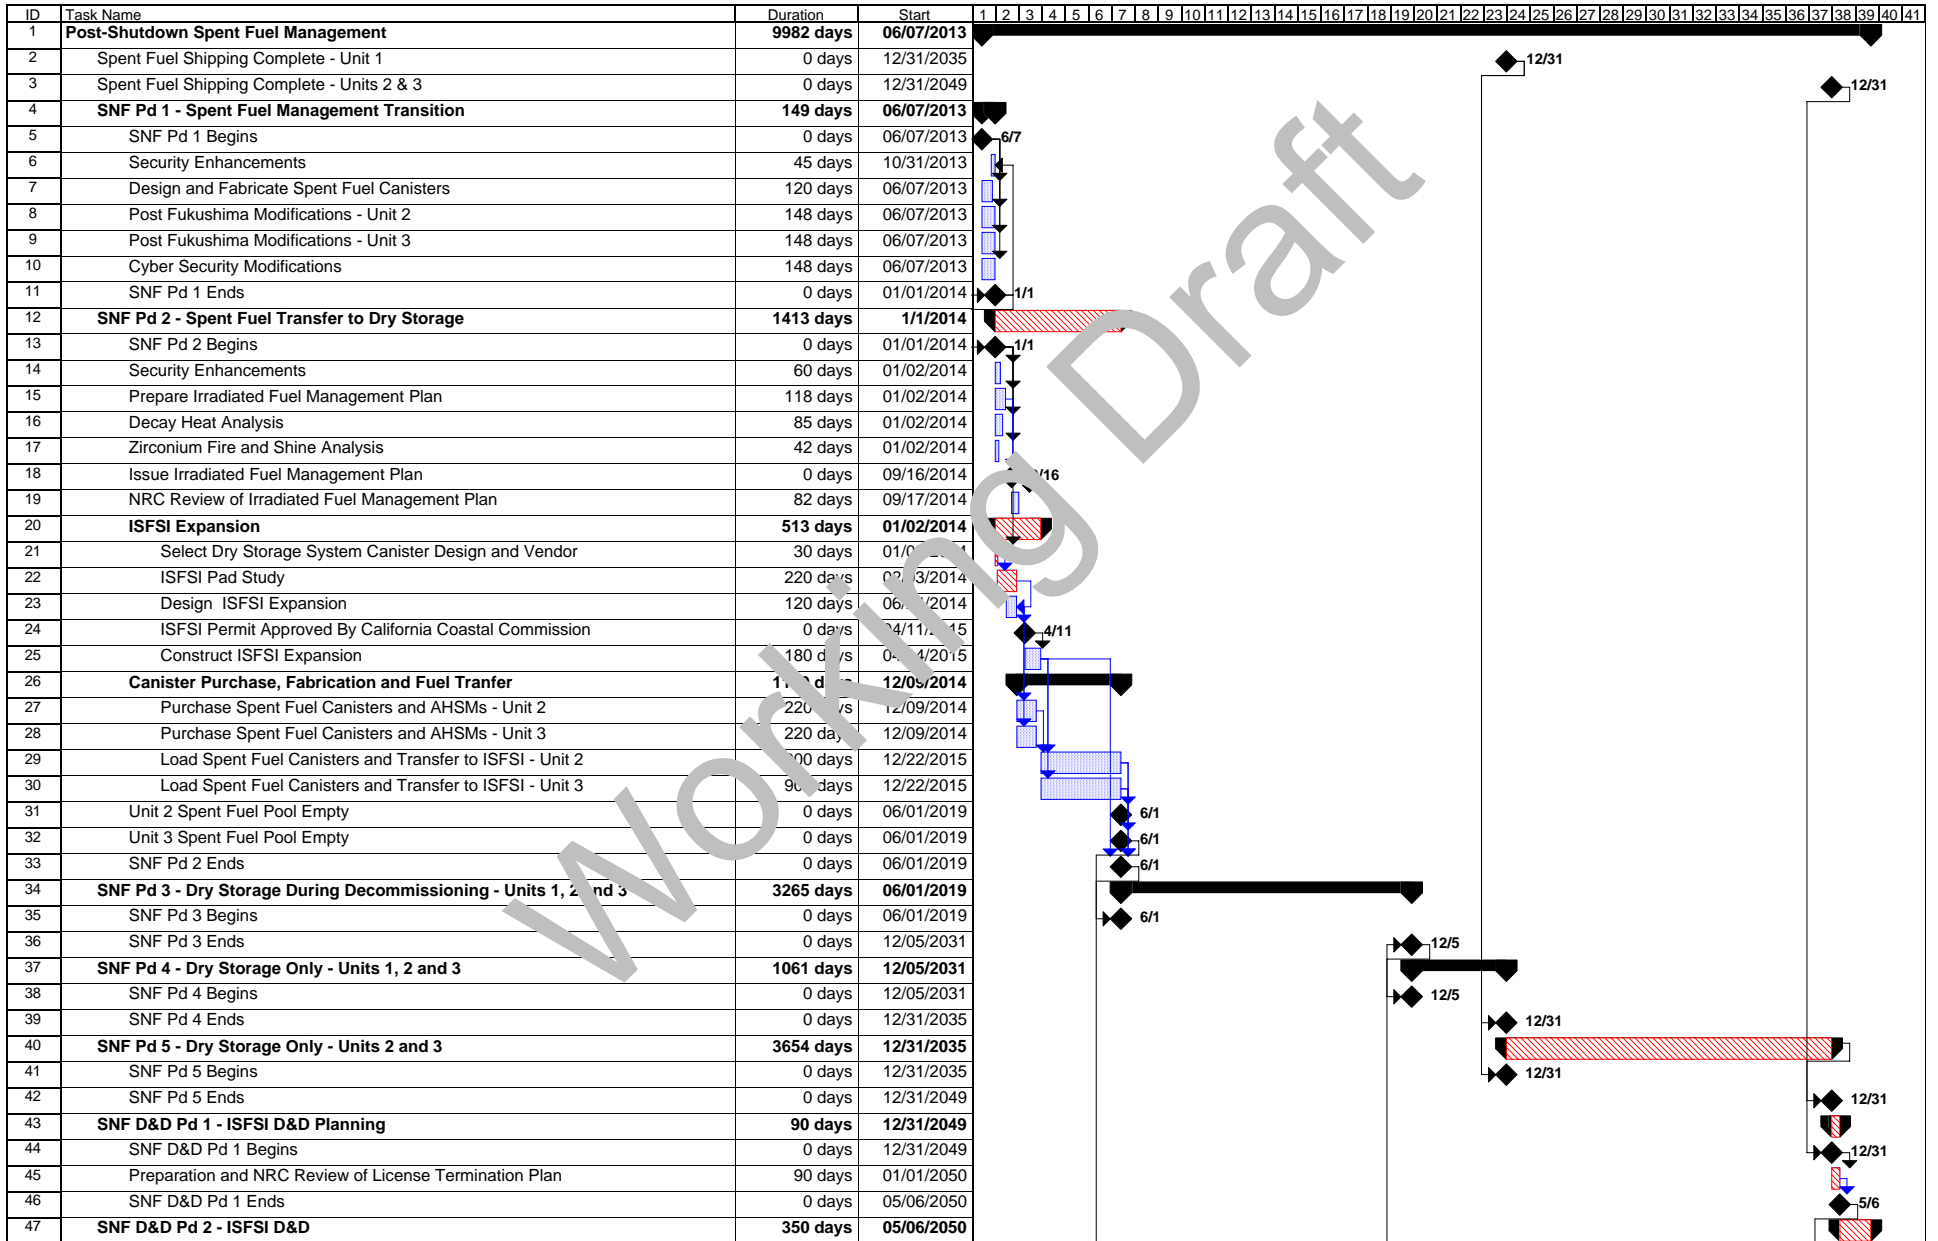 ID Task Name Duration Start 1 2 3 4 5 6 7 8 9 10 11 12 13 14 15 16 17 18 19 20 21 22 23 24 25 26 27 28 29 30 31 32 33 34 35 36 37 38 39 40 41
1 Post-Shutdown Spent Fuel Management 9982 days 06/07/2013
2 Spent Fuel Shipping Complete - Unit 1 0 days 12/31/2035 12/31
3 Spent Fuel Shipping Complete - Units 2 & 3 0 days 12/31/2049 12/31
4 SNF Pd 1 - Spent Fuel Management Transition 149 days 06/07/2013
5 SNF Pd 1 Begins 0 days 06/07/2013 6/7
6 Security Enhancements 45 days 10/31/2013
7 Design and Fabricate Spent Fuel Canisters 120 days 06/07/2013
8 Post Fukushima Modifications - Unit 2 148 days 06/07/2013
9 Post Fukushima Modifications - Unit 3 148 days 06/07/2013
10 Cyber Security Modifications 148 days 06/07/2013
11 SNF Pd 1 Ends 0 days 01/01/2014 1/1
12 SNF Pd 2 - Spent Fuel Transfer to Dry Storage 1413 days 1/1/2014
13 SNF Pd 2 Begins 0 days 01/01/2014 1/1
14 Security Enhancements 60 days 01/02/2014
15 Prepare Irradiated Fuel Management Plan 118 days 01/02/2014
16 Decay Heat Analysis 85 days 01/02/2014
17 Zirconium Fire and Shine Analysis 42 days 01/02/2014
18 Issue Irradiated Fuel Management Plan 0 days 09/16/2014
19 NRC Review of Irradiated Fuel Management Plan 82 days 09/17/2014
20 ISFSI Expansion 513 days 01/02/2014
21 Select Dry Storage System Canister Design and Vendor 30 days
22 ISFSI Pad Study 220 days
23 Design ISFSI Expansion 120 days
24 ISFSI Permit Approved By California Coastal Commission 0 days 4/11
25 Construct ISFSI Expansion 180 days
26 Canister Purchase, Fabrication and Fuel Tranfer 12/09/2014
27 Purchase Spent Fuel Canisters and AHSMs - Unit 2 220 12/09/2014
28 Purchase Spent Fuel Canisters and AHSMs - Unit 3 220 days 12/09/2014
29 Load Spent Fuel Canisters and Transfer to ISFSI - Unit 2 days 12/22/2015
30 Load Spent Fuel Canisters and Transfer to ISFSI - Unit 3 days 12/22/2015
31 Unit 2 Spent Fuel Pool Empty 0 days 06/01/2019 6/1
32 Unit 3 Spent Fuel Pool Empty 0 days 06/01/2019 6/1
33 SNF Pd 2 Ends 0 days 06/01/2019 6/1
34 SNF Pd 3 - Dry Storage During Decommissioning - Units 1, 2 and 3 3265 days 06/01/2019
35 SNF Pd 3 Begins 0 days 06/01/2019 6/1
36 SNF Pd 3 Ends 0 days 12/05/2031 12/5
37 SNF Pd 4 - Dry Storage Only - Units 1, 2 and 3 1061 days 12/05/2031
38 SNF Pd 4 Begins 0 days 12/05/2031 12/5
39 SNF Pd 4 Ends 0 days 12/31/2035 12/31
40 SNF Pd 5 - Dry Storage Only - Units 2 and 3 3654 days 12/31/2035
41 SNF Pd 5 Begins 0 days 12/31/2035 12/31
42 SNF Pd 5 Ends 0 days 12/31/2049 12/31
43 SNF D&D Pd 1 - ISFSI D&D Planning 90 days 12/31/2049
44 SNF D&D Pd 1 Begins 0 days 12/31/2049 12/31
45 Preparation and NRC Review of License Termination Plan 90 days 01/01/2050
46 SNF D&D Pd 1 Ends 0 days 05/06/2050 5/6
47 SNF D&D Pd 2 - ISFSI D&D 350 days 05/06/2050
Working Draft